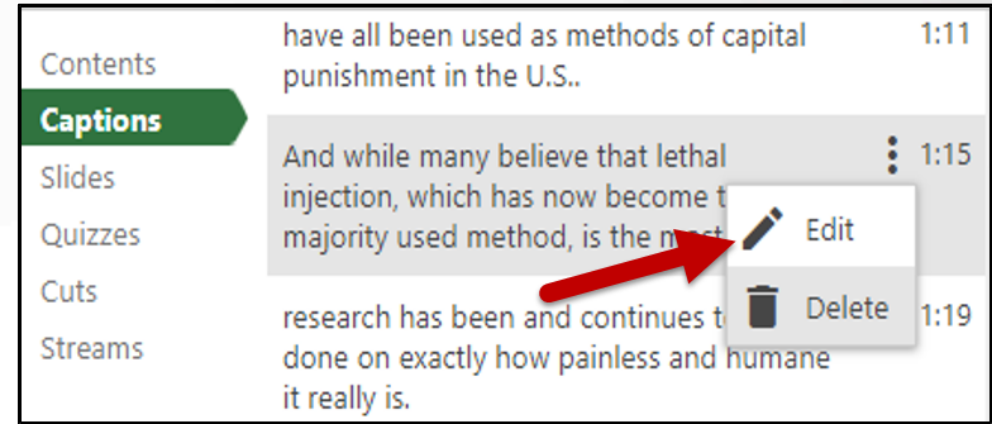 Contents
Captions
Slides
Quizzes
Cuts
Streams
have all been used as methods of capital 1:11
punishment in the U.S..
And while many believe that lethal 1:15
injection, which has now become t
majority used method, is the most
Edit
Delete
research has been and continues t 1:19
done on exactly how painless and humane
it really is.